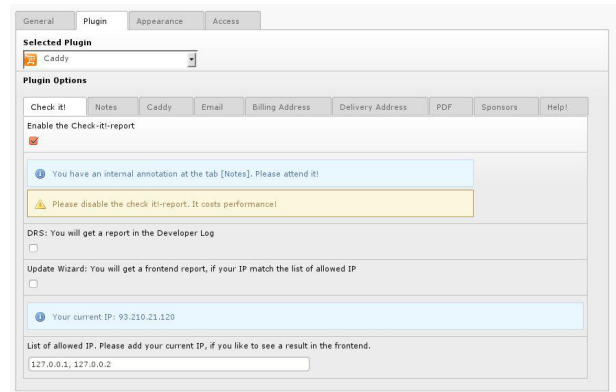 General Plugin Appearance Access
Selected Plugin
Caddy
Plugin Options
Check it! Notes Caddy Email Billing Address Delivery Address PDF Sponsors Help!
Enable the Check-it!-report
You have an internal annotation at the tab [Notes]. Please attend it!
Please disable the check it!-report. It costs performance!
DRS: You will get a report in the Developer Log
Update Wizard: You will get a frontend report, if your IP match the list of allowed IP
Your current IP: 93.210.21.120
List of allowed IP. Please add your current IP, if you like to see a result in the frontend.
127.0.0.1, 127.0.0.2